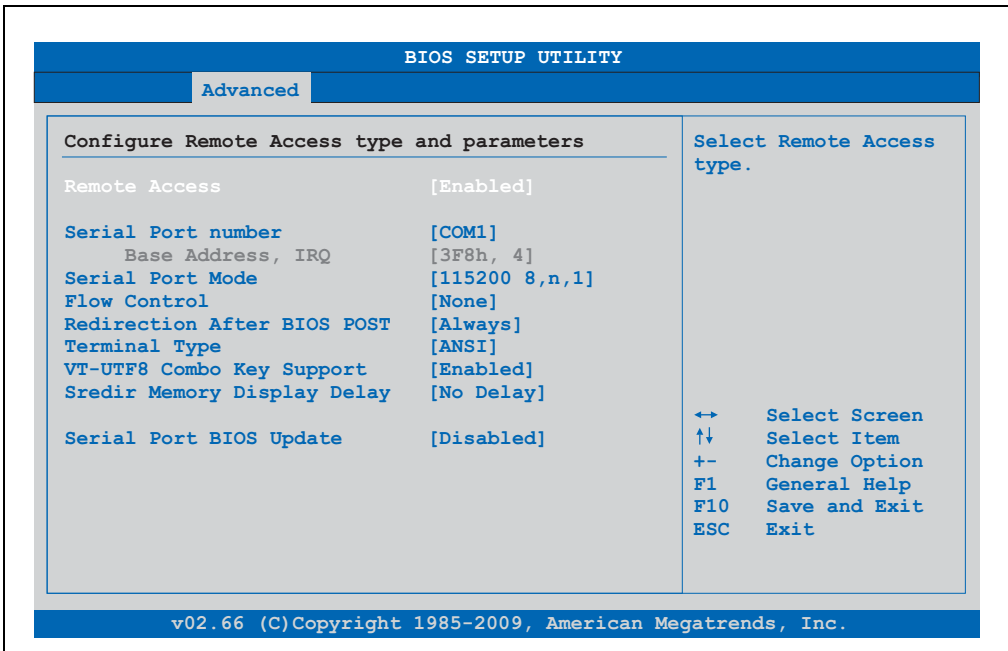 BIOS SETUP UTILITY
Advanced
Configure Remote Access type and parameters
Remote Access [Enabled]
Serial Port number [COM1]
Base Address, IRQ [3F8h, 4]
Serial Port Mode [115200 8,n,1]
Flow Control [None]
Redirection After BIOS POST [Always]
Terminal Type [ANSI]
VT-UTF8 Combo Key Support [Enabled]
Sredir Memory Display Delay [No Delay]
Serial Port BIOS Update [Disabled]
Select Remote Access
type.
↔ Select Screen
↑↓ Select Item
+- Change Option
F1 General Help
F10 Save and Exit
ESC Exit
v02.66 (C)Copyright 1985-2009, American Megatrends, Inc.